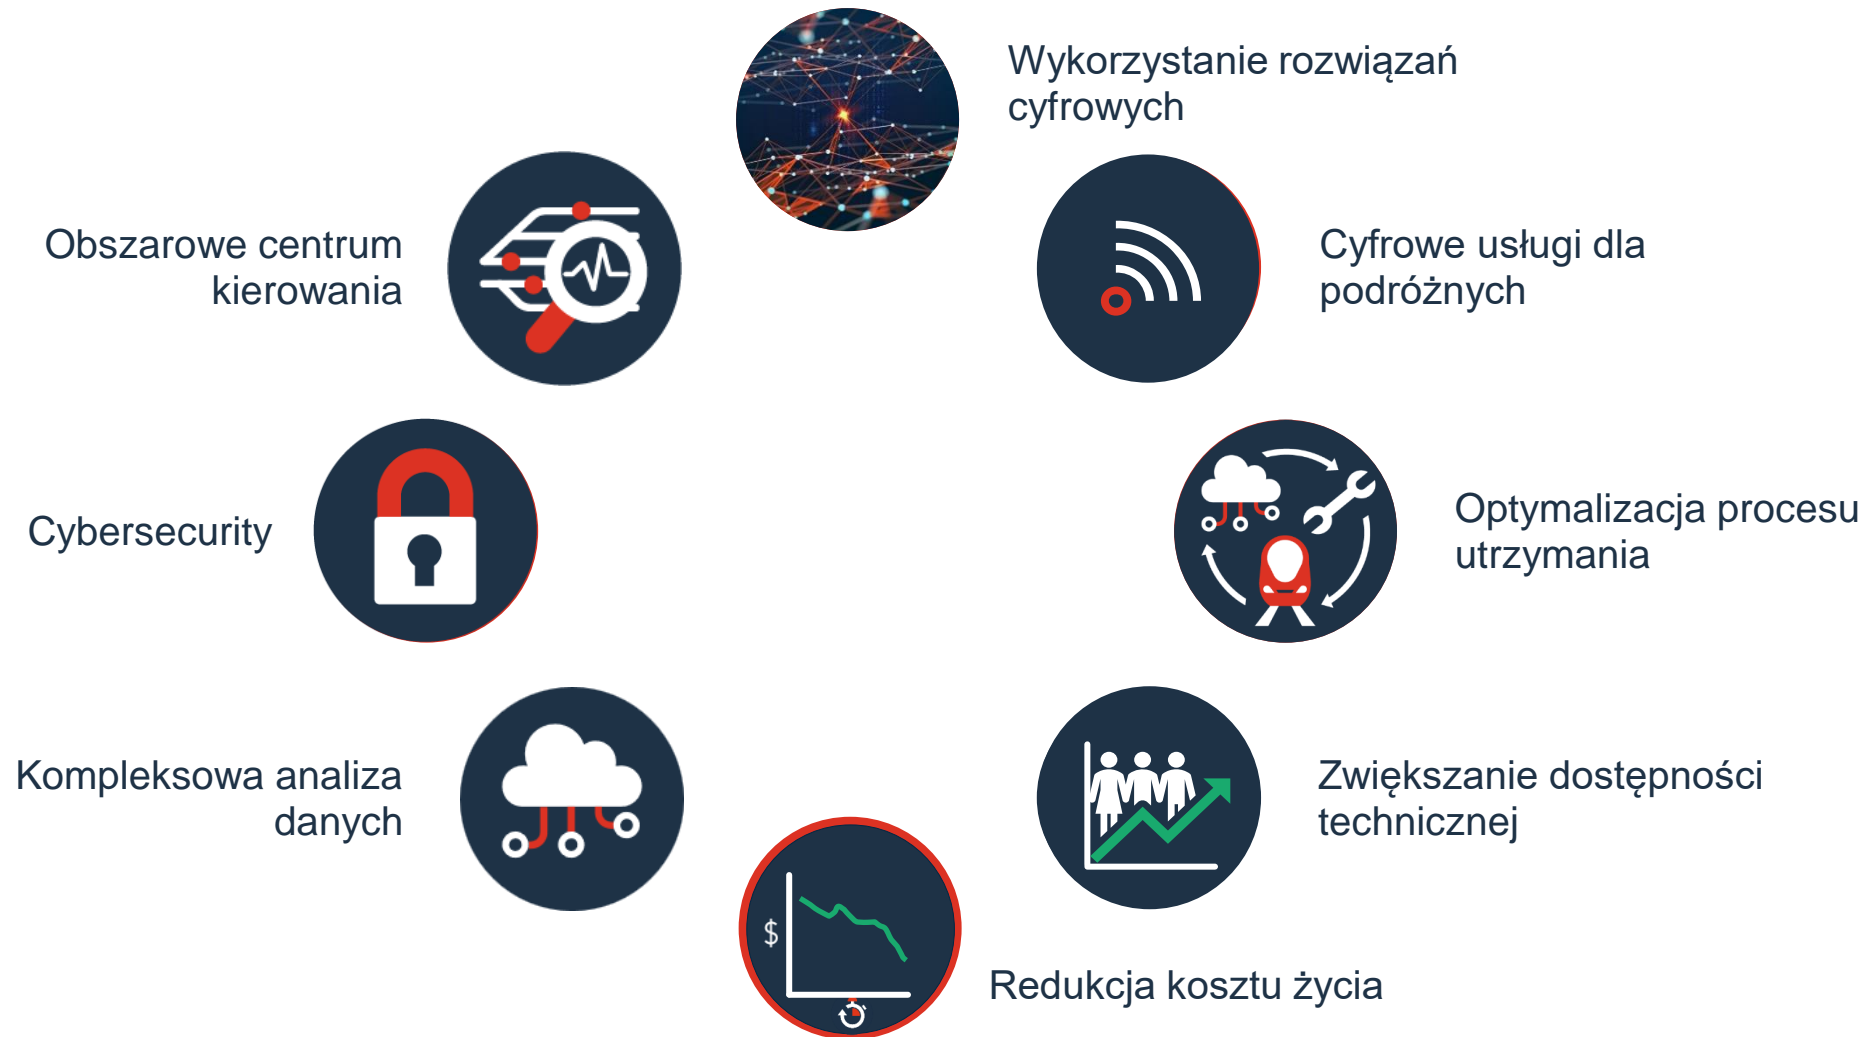 Wykorzystanie rozwiązań
cyfrowych
Obszarowe centrum
kierowania
Cyfrowe usługi dla
podróżnych
Cybersecurity
Optymalizacja procesu
utrzymania
Kompleksowa analiza
danych
Zwiększanie dostępności
technicznej
$
Redukcja kosztu życia